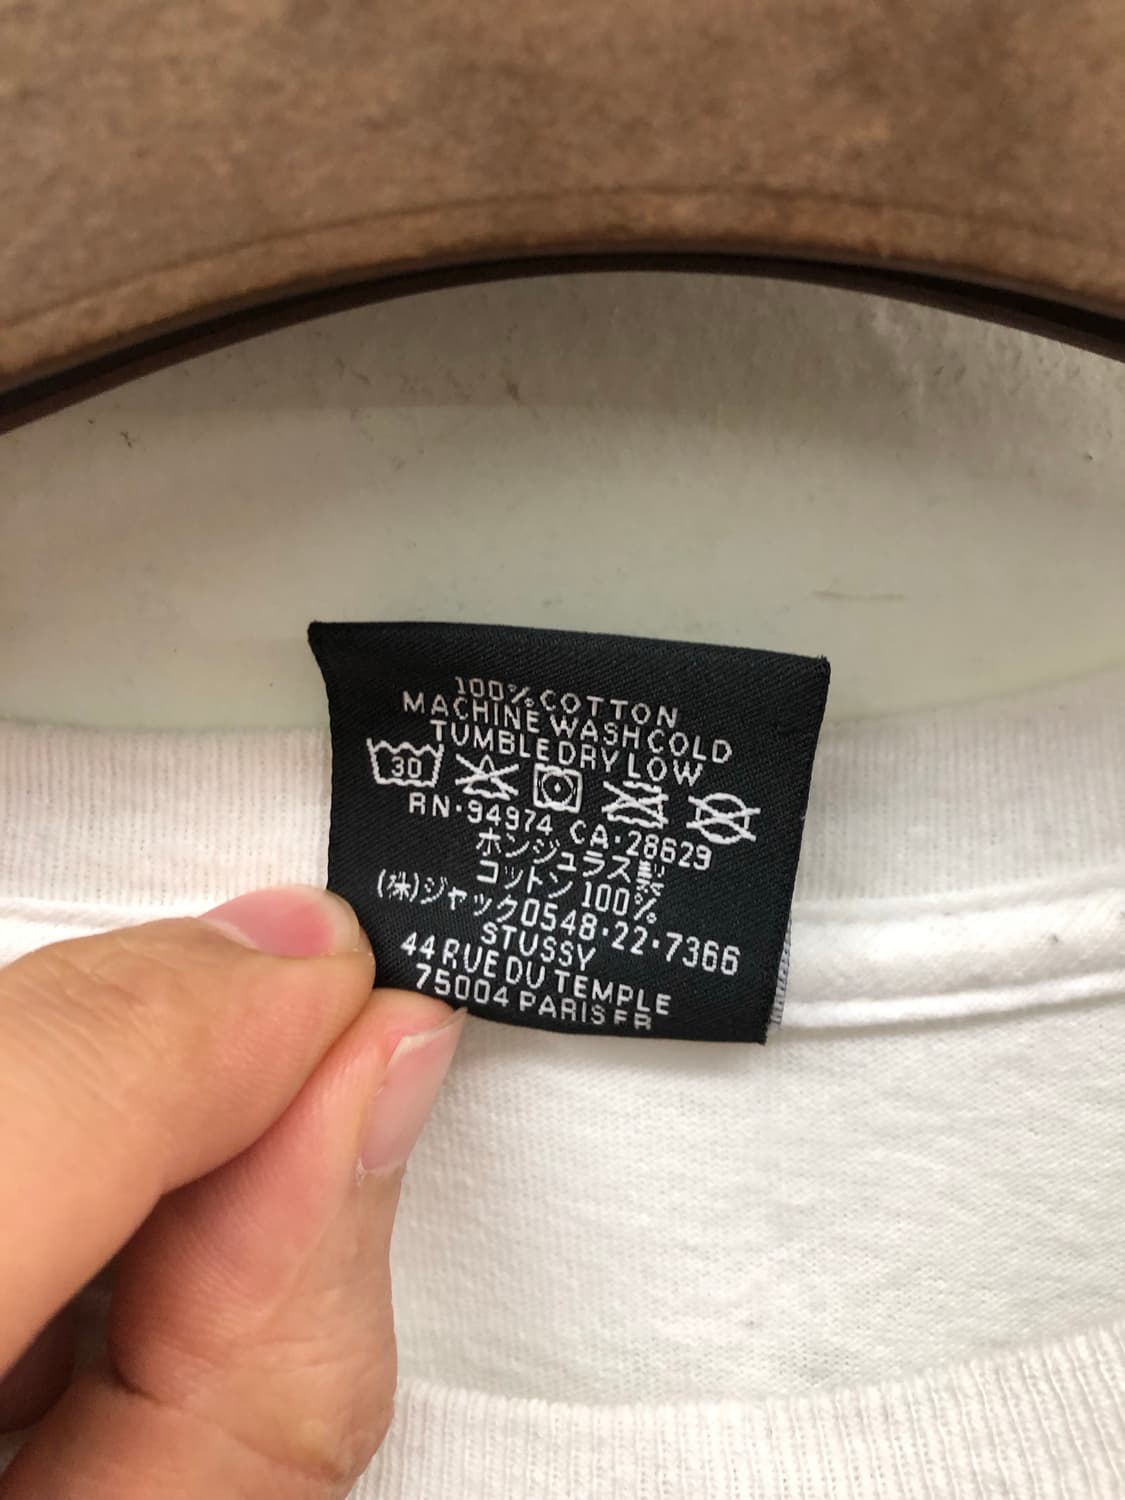 100% COTTON
MACHINE WASH COLD
TUMBLE DRY LOW
30
RN·94974 CA·28629
ホンジュラス製
コットン 100%
(株)ジャック0548·22·7366
STUSSY
44 RUE DU TEMPLE
75004 PARIS FR